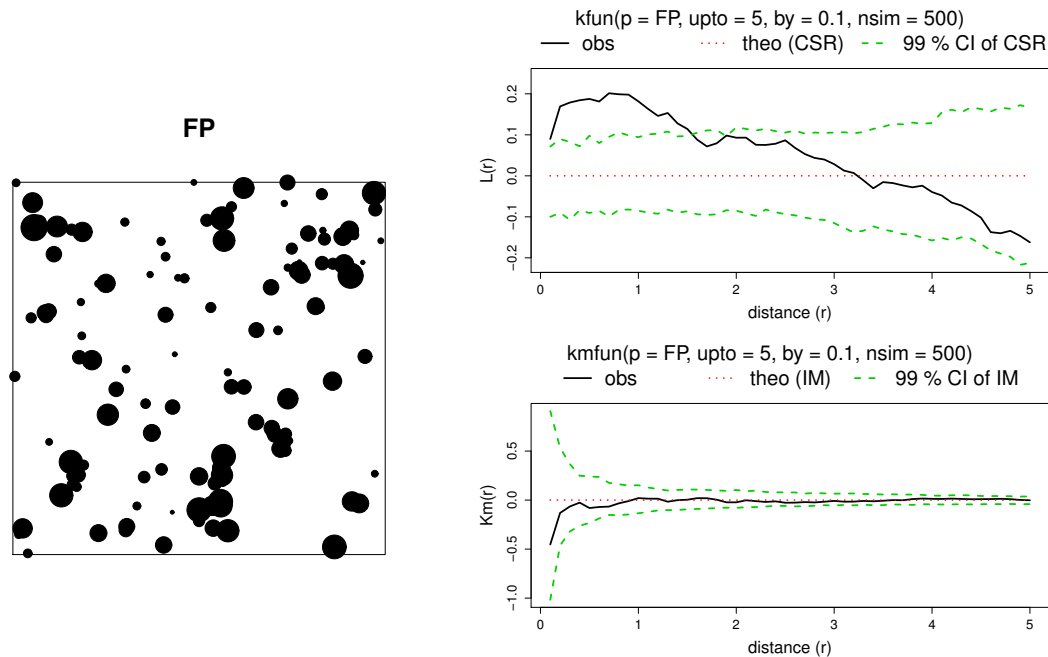 FP
kfun(p = FP, upto = 5, by = 0.1, nsim = 500)
obs theo (CSR) 99 % CI of CSR
L(r)
0.2
0.1
0.0
−0.1
−0.2
0 1 2 3 4 5
distance (r)
kmfun(p = FP, upto = 5, by = 0.1, nsim = 500)
obs theo (IM) 99 % CI of IM
Km(r)
0.5
0.0
−0.5
−1.0
0 1 2 3 4 5
distance (r)